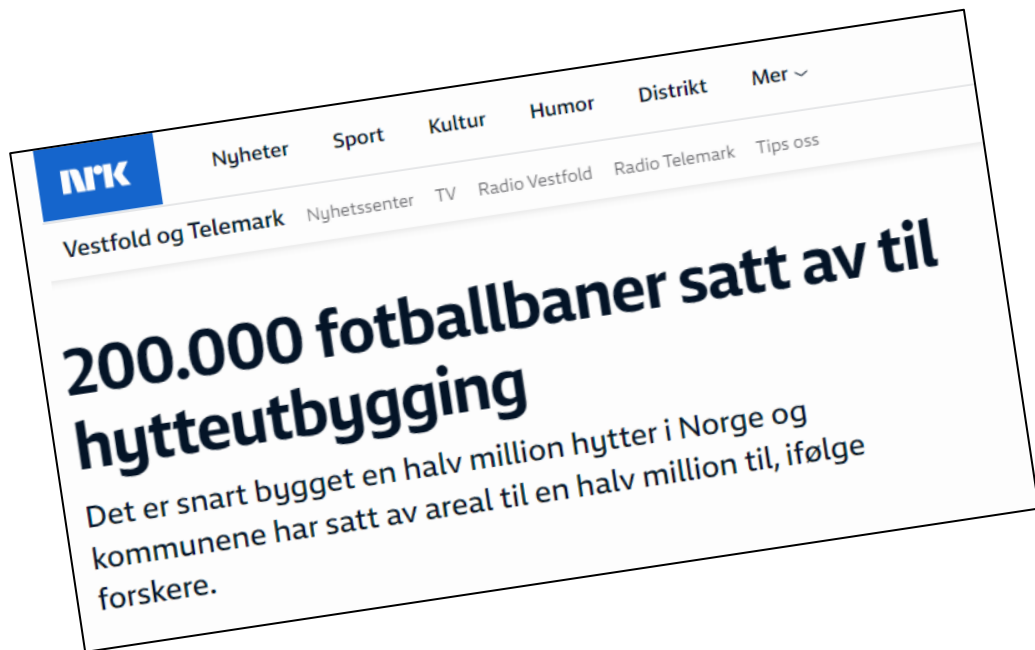 nrk Nyheter Sport Kultur Humor Distrikt Mer
Vestfold og Telemark Nyhetssenter TV Radio Vestfold Radio Telemark Tips oss
200.000 fotballbaner satt av til
hytteutbygging
Det er snart bygget en halv million hytter i Norge og
kommunene har satt av areal til en halv million til, ifølge
forskere.